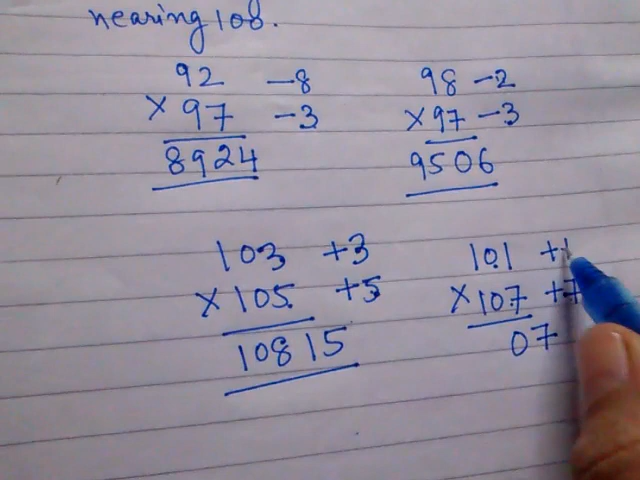 nearing 108.
92 -8 98 -2
× 97 -3 × 97 -3
8924 9506
103 +3 101 +1
× 105 +5 × 107 +7
10815 07